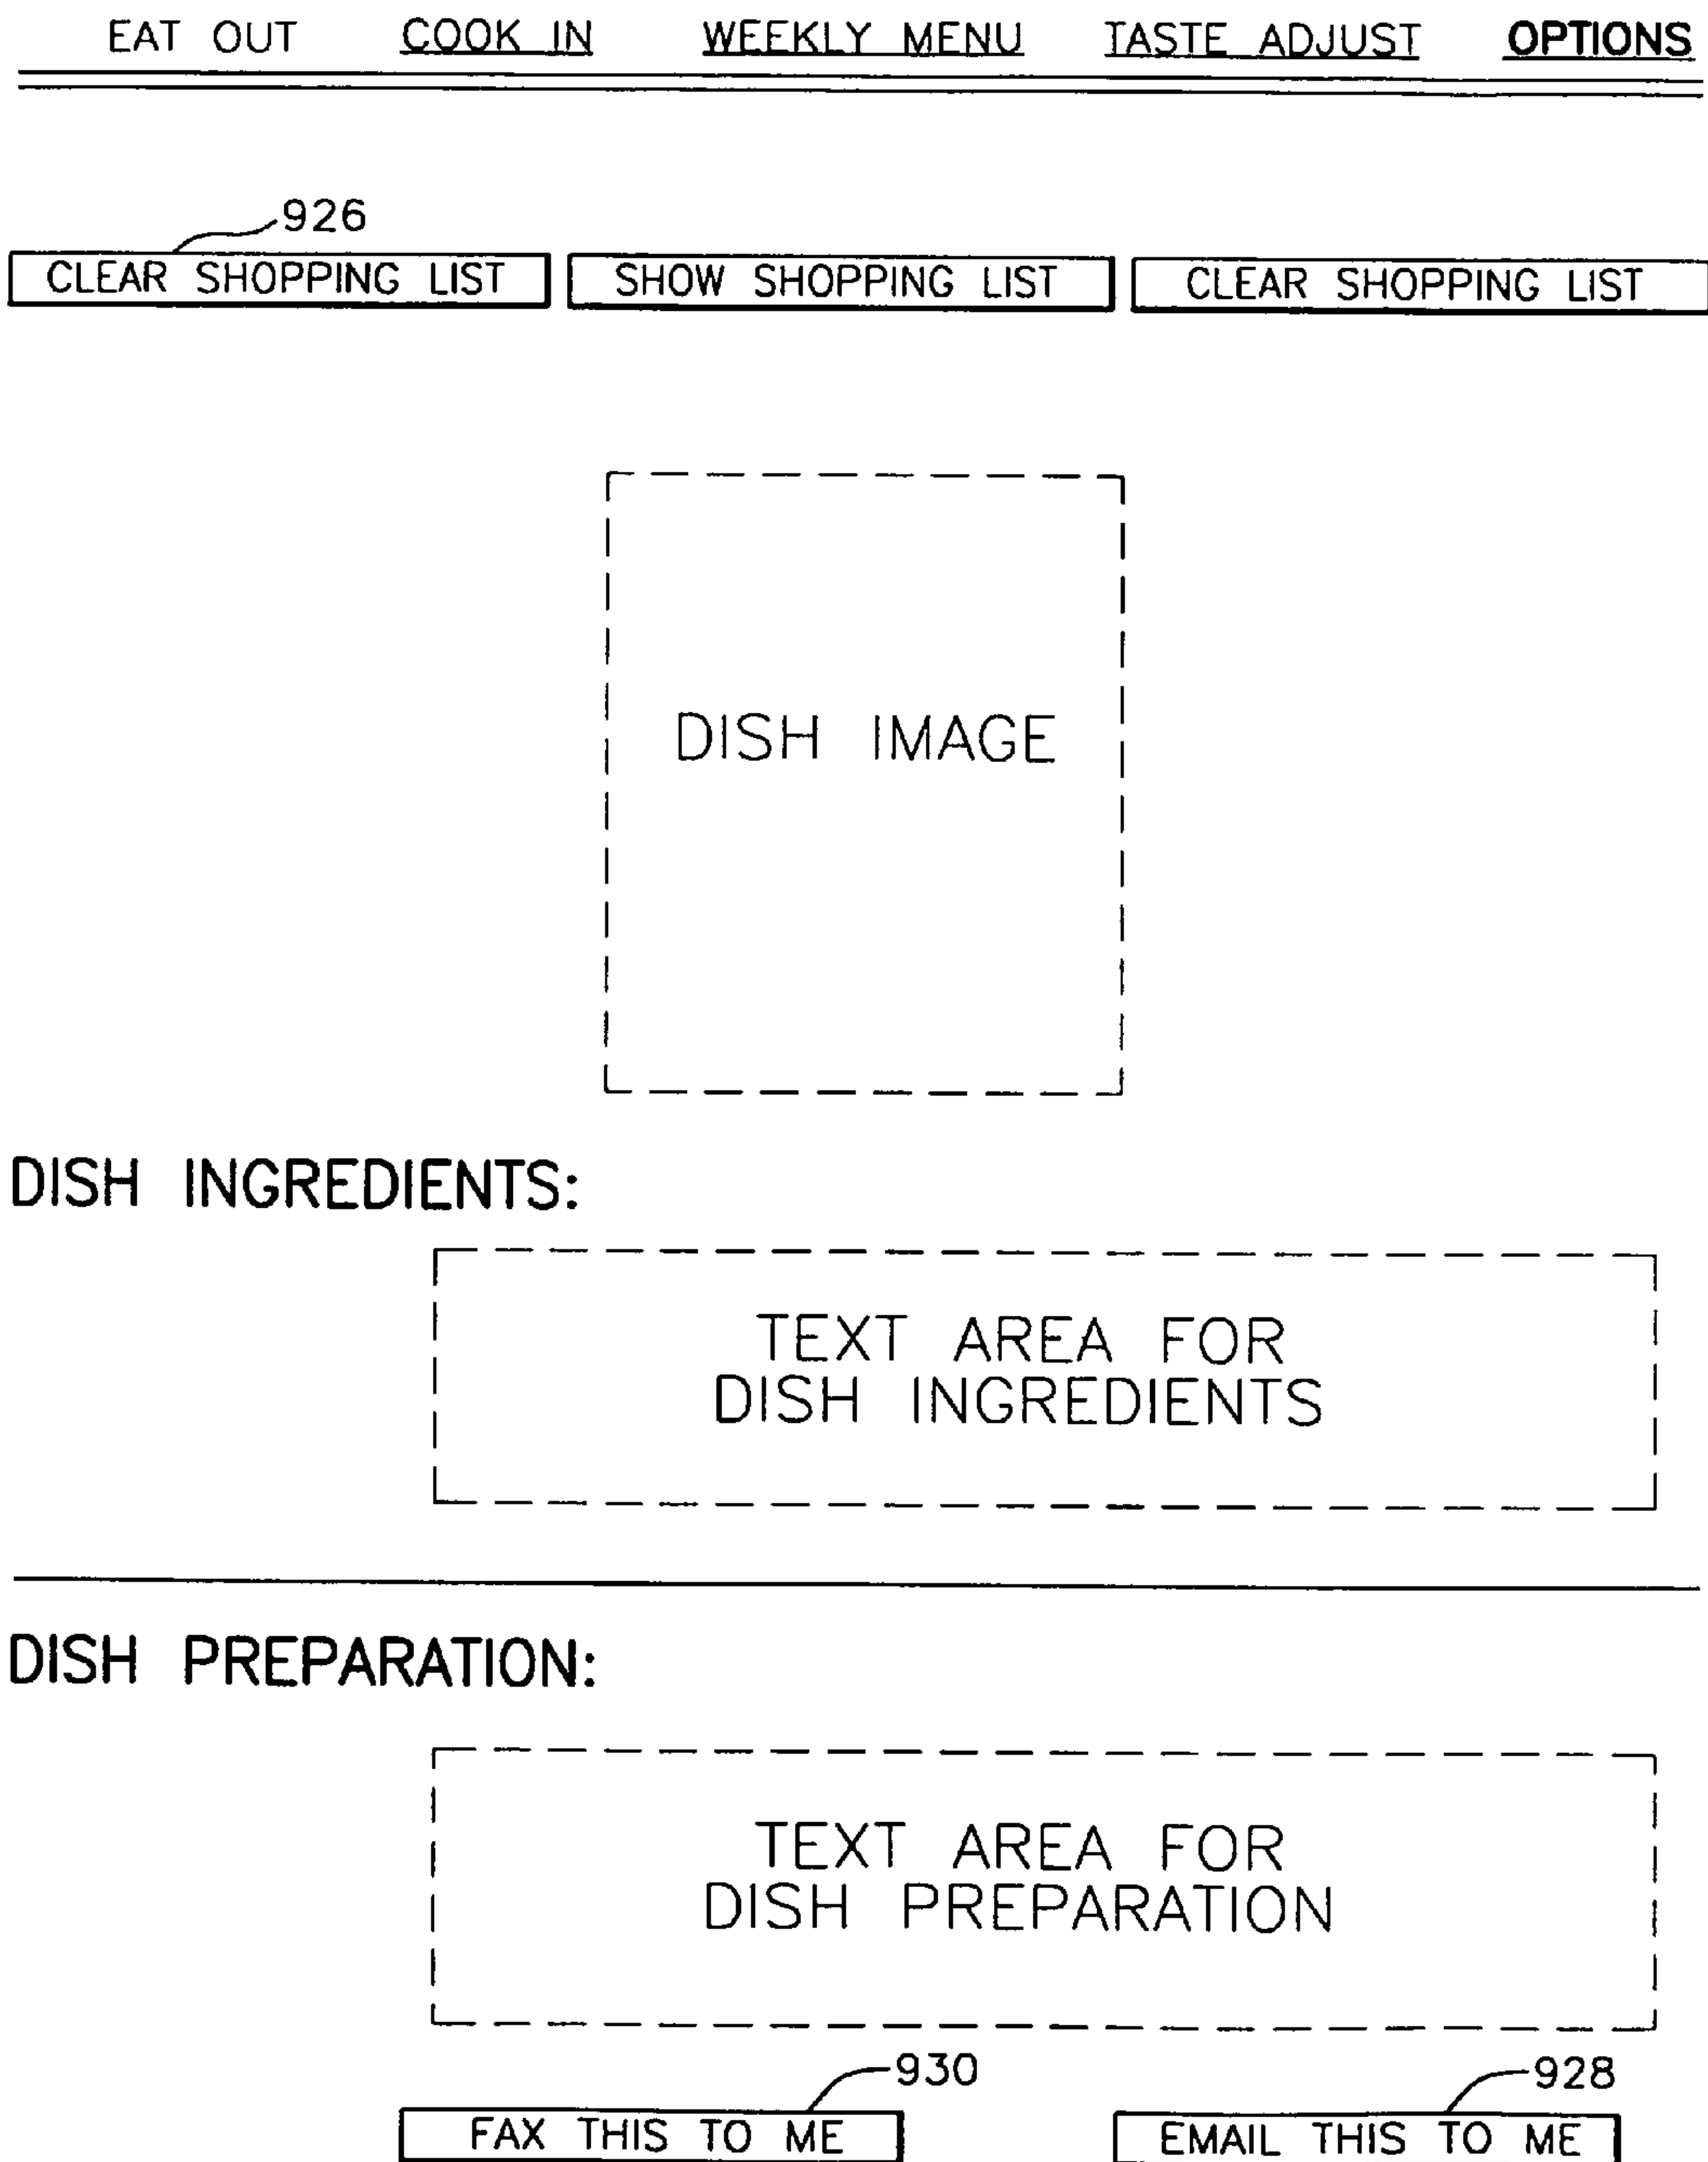 EAT OUT COOK IN WEEKLY MENU TASTE ADJUST OPTIONS
926
CLEAR SHOPPING LIST SHOW SHOPPING LIST CLEAR SHOPPING LIST
DISH IMAGE
DISH INGREDIENTS:
TEXT AREA FOR
DISH INGREDIENTS
DISH PREPARATION:
TEXT AREA FOR
DISH PREPARATION
930 928
FAX THIS TO ME EMAIL THIS TO ME